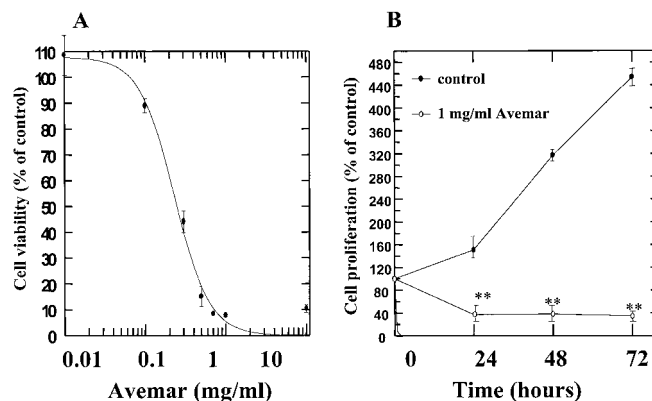 A
110
100
90
80
70
60
50
40
30
20
10
0
Cell viability (% of control)
0.01 0.1 1 10
Avemar (mg/ml)
B
480
440
400
360
320
280
240
200
160
120
80
40
0
Cell proliferation (% of control)
control
1 mg/ml Avemar
** ** **
0 24 48 72
Time (hours)